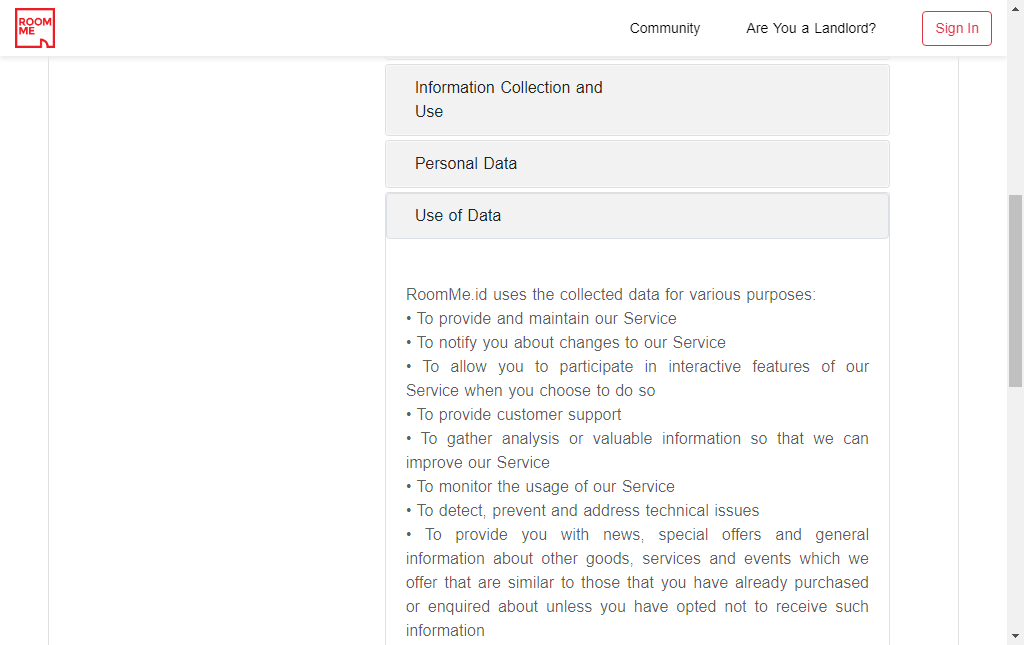 ROOM
ME
Community
Are You a Landlord?
Sign In
Information Collection and
Use
Personal Data
Use of Data
RoomMe.id uses the collected data for various purposes:
• To provide and maintain our Service
• To notify you about changes to our Service
• To allow you to participate in interactive features of our
Service when you choose to do so
• To provide customer support
• To gather analysis or valuable information so that we can
improve our Service
• To monitor the usage of our Service
• To detect, prevent and address technical issues
• To provide you with news, special offers and general
information about other goods, services and events which we
offer that are similar to those that you have already purchased
or enquired about unless you have opted not to receive such
information